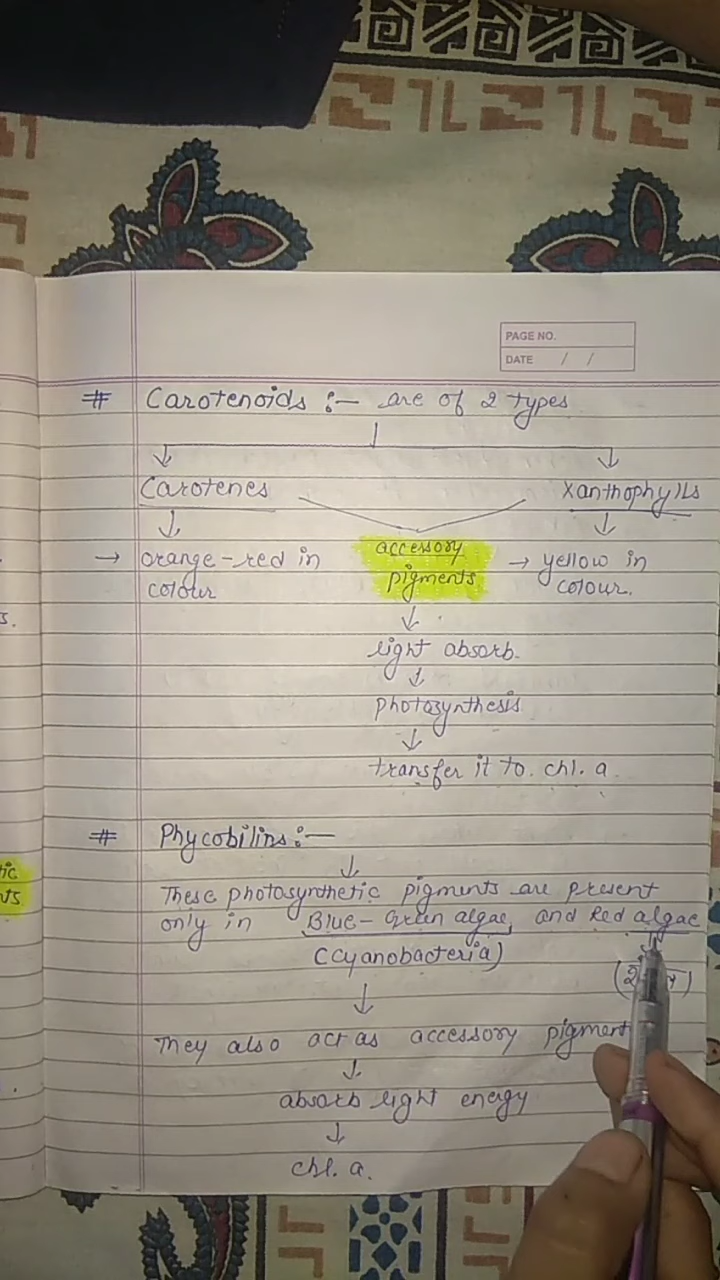 PAGE NO.
DATE / /
# Carotenoids :- are of 2 types
Carotenes
Xanthophylls
→ orange-red in
colour
accessory
pigments
→ yellow in
colour.
light absorb.
photosynthesis
transfer it to chl. a
# Phycobilins :-
These photosynthetic pigments are present
only in Blue-Green algae, and Red algae
(cyanobacteria)
They also act as accessory pigment
absorb light energy
chl. a.
s.
tic
nts